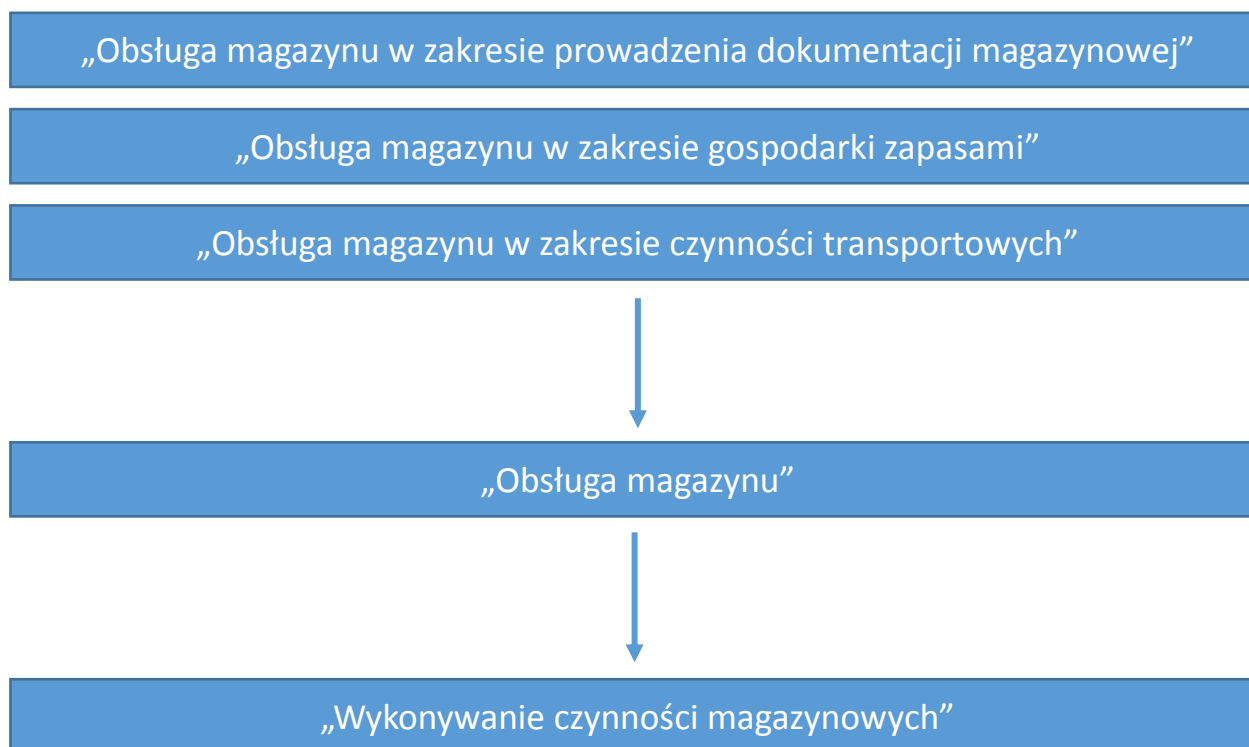 „Obsługa magazynu w zakresie prowadzenia dokumentacji magazynowej”
„Obsługa magazynu w zakresie gospodarki zapasami”
„Obsługa magazynu w zakresie czynności transportowych”
„Obsługa magazynu”
„Wykonywanie czynności magazynowych”